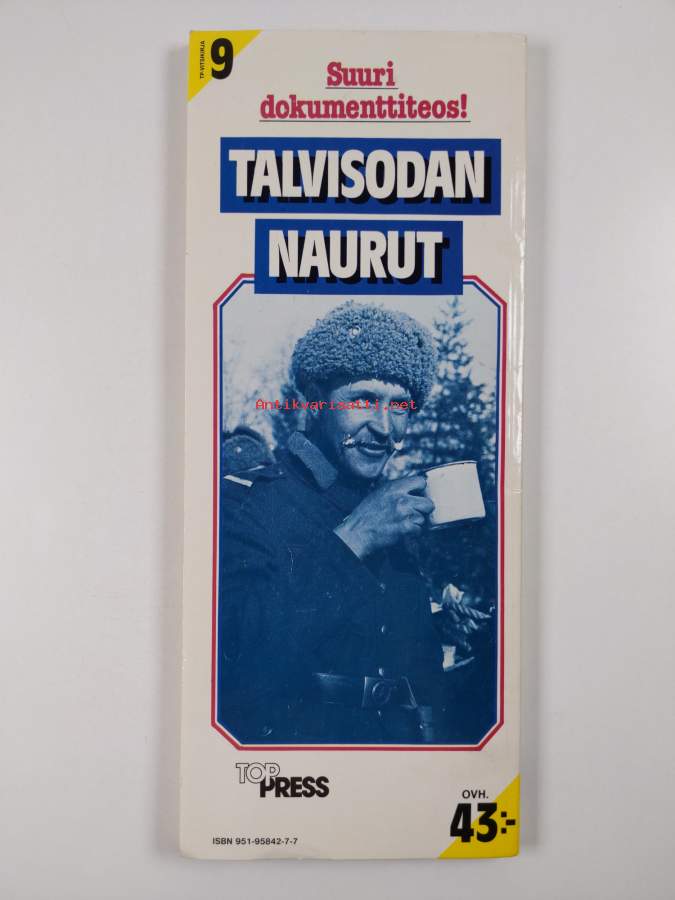 TP-VITSIKIRJA
9
Suuri
dokumenttiteos!
TALVISODAN
NAURUT
Antikvariaatti.net
TOP
PRESS
OVH.
43:-
ISBN 951-95842-7-7